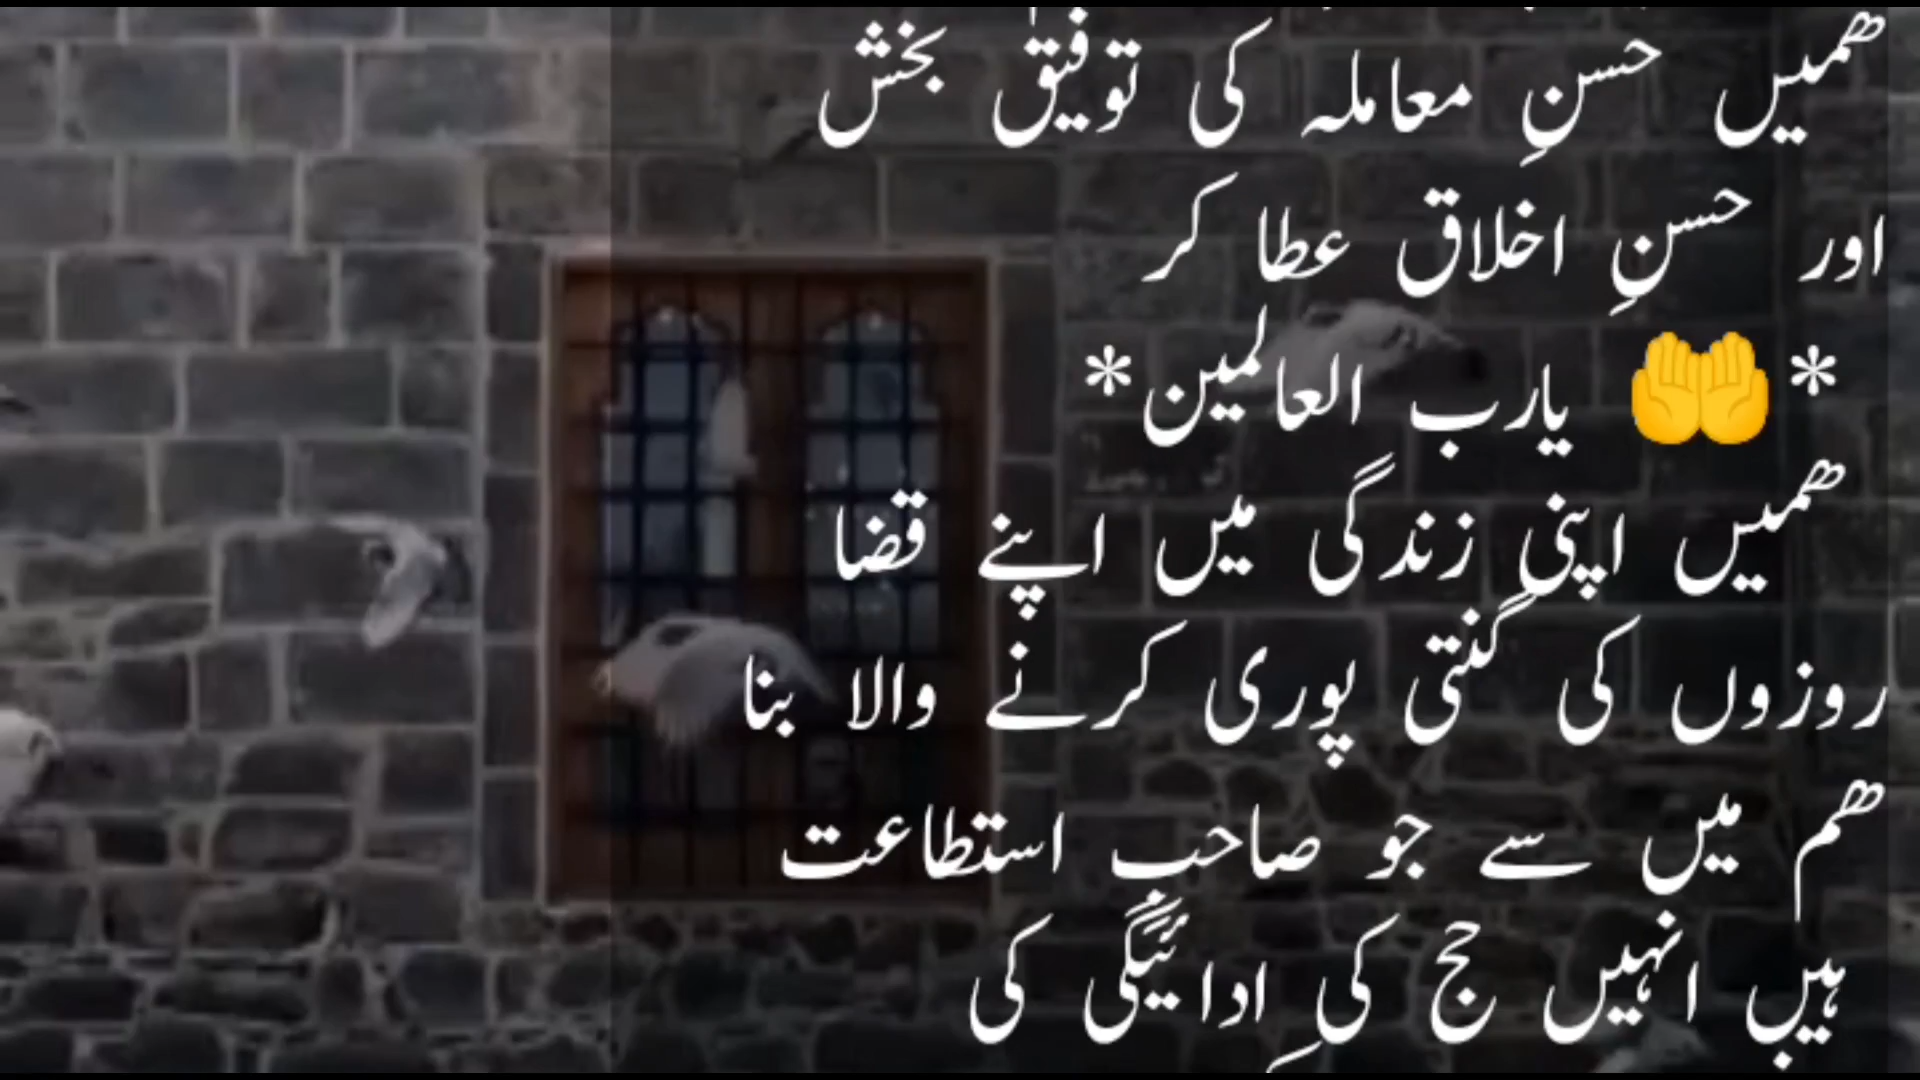 ھمیں حسنِ معاملہ کی توفیق بخش
اور حسنِ اخلاق عطا کر
*🤲 یارب العالمین*
ھمیں اپنی زندگی میں اپنے قضا
روزوں کی گنتی پوری کرنے والا بنا
ھم میں سے جو صاحبِ استطاعت
ہیں انہیں حج کی ادائیگی کی